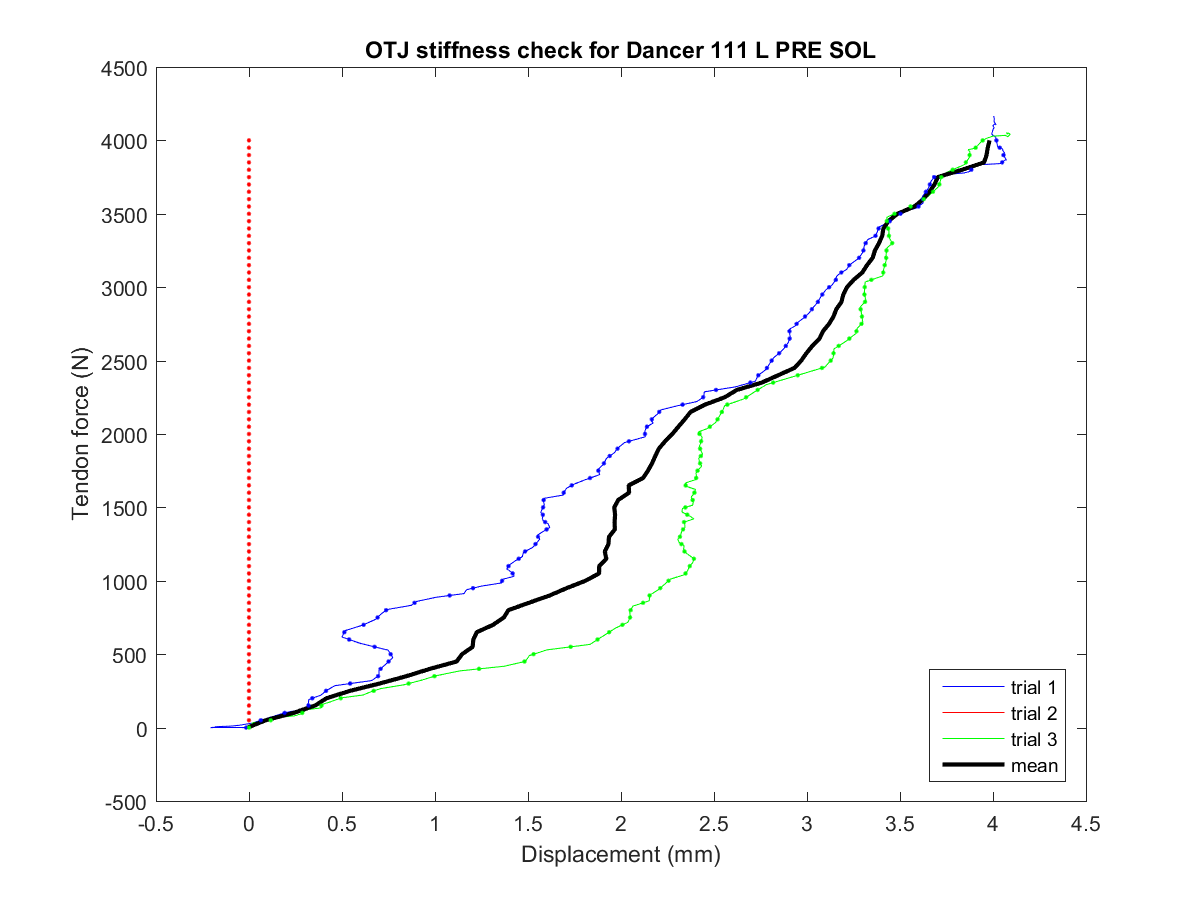 OTJ stiffness check for Dancer 111 L PRE SOL
4500
4000
3500
3000
2500
2000
1500
1000
500
0
-500
Tendon force (N)
trial 1
trial 2
trial 3
mean
-0.5 0 0.5 1 1.5 2 2.5 3 3.5 4 4.5
Displacement (mm)